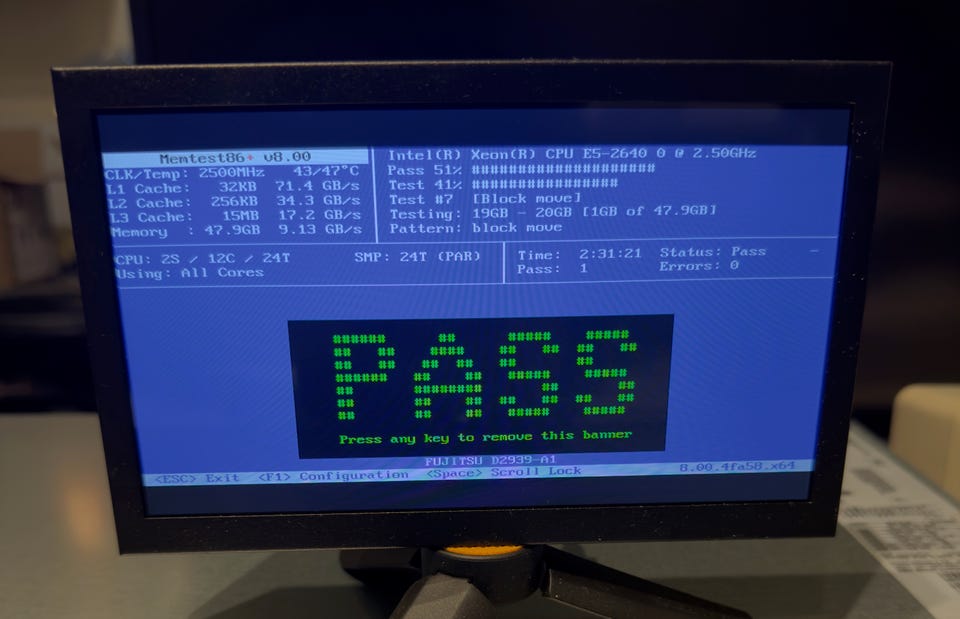 Memtest86+ v8.00
CLK/Temp: 2500MHz 43/47°C
L1 Cache: 32KB 71.4 GB/s
L2 Cache: 256KB 34.3 GB/s
L3 Cache: 15MB 17.2 GB/s
Memory : 47.9GB 9.13 GB/s
Intel(R) Xeon(R) CPU E5-2640 0 @ 2.50GHz
Pass 51% ####################
Test 41% ################
Test #7 [Block move]
Testing: 19GB - 20GB [1GB of 47.9GB]
Pattern: block move
CPU: 2S / 12C / 24T SMP: 24T (PAR)
Using: All Cores
Time: 2:31:21 Status: Pass -
Pass: 1 Errors: 0
PASS
Press any key to remove this banner
FUJITSU D2939-A1
<ESC> Exit <F1> Configuration <Space> Scroll Lock 8.00.4fa58.x64